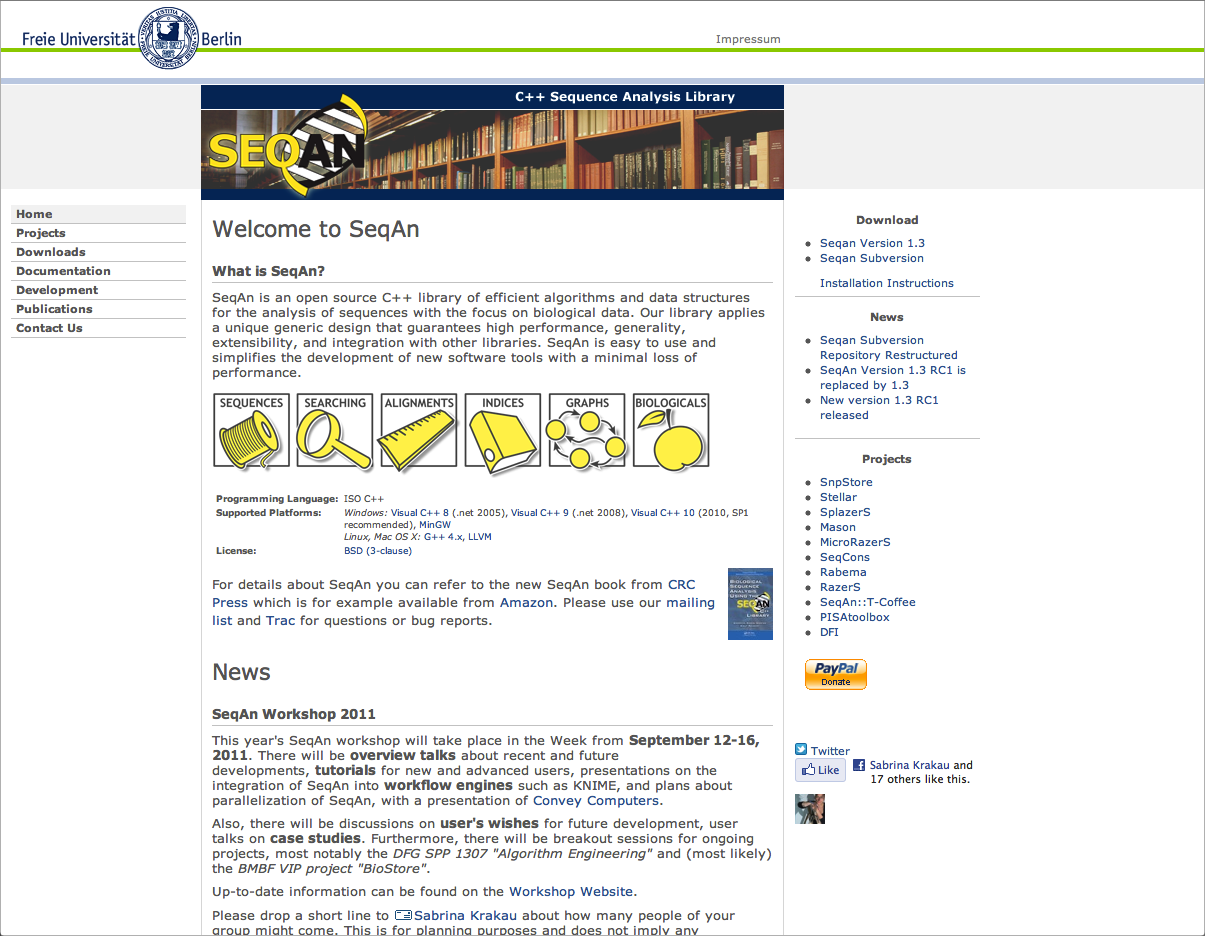 Freie Universität Berlin
Impressum
C++ Sequence Analysis Library
SEQAN
Home
Projects
Downloads
Documentation
Development
Publications
Contact Us
Welcome to SeqAn
What is SeqAn?
SeqAn is an open source C++ library of efficient algorithms and data structures
for the analysis of sequences with the focus on biological data. Our library applies
a unique generic design that guarantees high performance, generality,
extensibility, and integration with other libraries. SeqAn is easy to use and
simplifies the development of new software tools with a minimal loss of
performance.
SEQUENCES SEARCHING ALIGNMENTS INDICES GRAPHS BIOLOGICALS
Programming Language: ISO C++
Supported Platforms: Windows: Visual C++ 8 (.net 2005), Visual C++ 9 (.net 2008), Visual C++ 10 (2010, SP1
recommended), MinGW
Linux, Mac OS X: G++ 4.x, LLVM
License: BSD (3-clause)
For details about SeqAn you can refer to the new SeqAn book from CRC
Press which is for example available from Amazon. Please use our mailing
list and Trac for questions or bug reports.
BIOLOGICAL
SEQUENCE
ANALYSIS
USING THE
SEQAN
C++
LIBRARY
News
SeqAn Workshop 2011
This year's SeqAn workshop will take place in the Week from September 12-16,
2011. There will be overview talks about recent and future
developments, tutorials for new and advanced users, presentations on the
integration of SeqAn into workflow engines such as KNIME, and plans about
parallelization of SeqAn, with a presentation of Convey Computers.
Also, there will be discussions on user's wishes for future development, user
talks on case studies. Furthermore, there will be breakout sessions for ongoing
projects, most notably the DFG SPP 1307 "Algorithm Engineering" and (most likely)
the BMBF VIP project "BioStore".
Up-to-date information can be found on the Workshop Website.
Please drop a short line to Sabrina Krakau about how many people of your
group might come. This is for planning purposes and does not imply any
Download
Seqan Version 1.3
Seqan Subversion
Installation Instructions
News
Seqan Subversion
Repository Restructured
SeqAn Version 1.3 RC1 is
replaced by 1.3
New version 1.3 RC1
released
Projects
SnpStore
Stellar
SplazerS
Mason
MicroRazerS
SeqCons
Rabema
RazerS
SeqAn::T-Coffee
PISAtoolbox
DFI
PayPal
Donate
Twitter
Like Sabrina Krakau and
17 others like this.